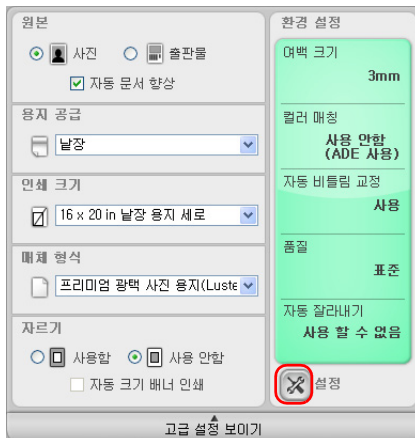 원본
사진
출판물
자동 문서 향상
용지 공급
낱장
인쇄 크기
16 x 20 in 낱장 용지 세로
매체 형식
프리미엄 광택 사진 용지(Luste
자르기
사용함
사용 안함
자동 크기 배너 인쇄
환경 설정
여백 크기
3mm
컬러 매칭
사용 안함
(ADE 사용)
자동 비틀림 교정
사용
품질
표준
자동 잘라내기
사용 할 수 없음
설정
고급 설정 보이기